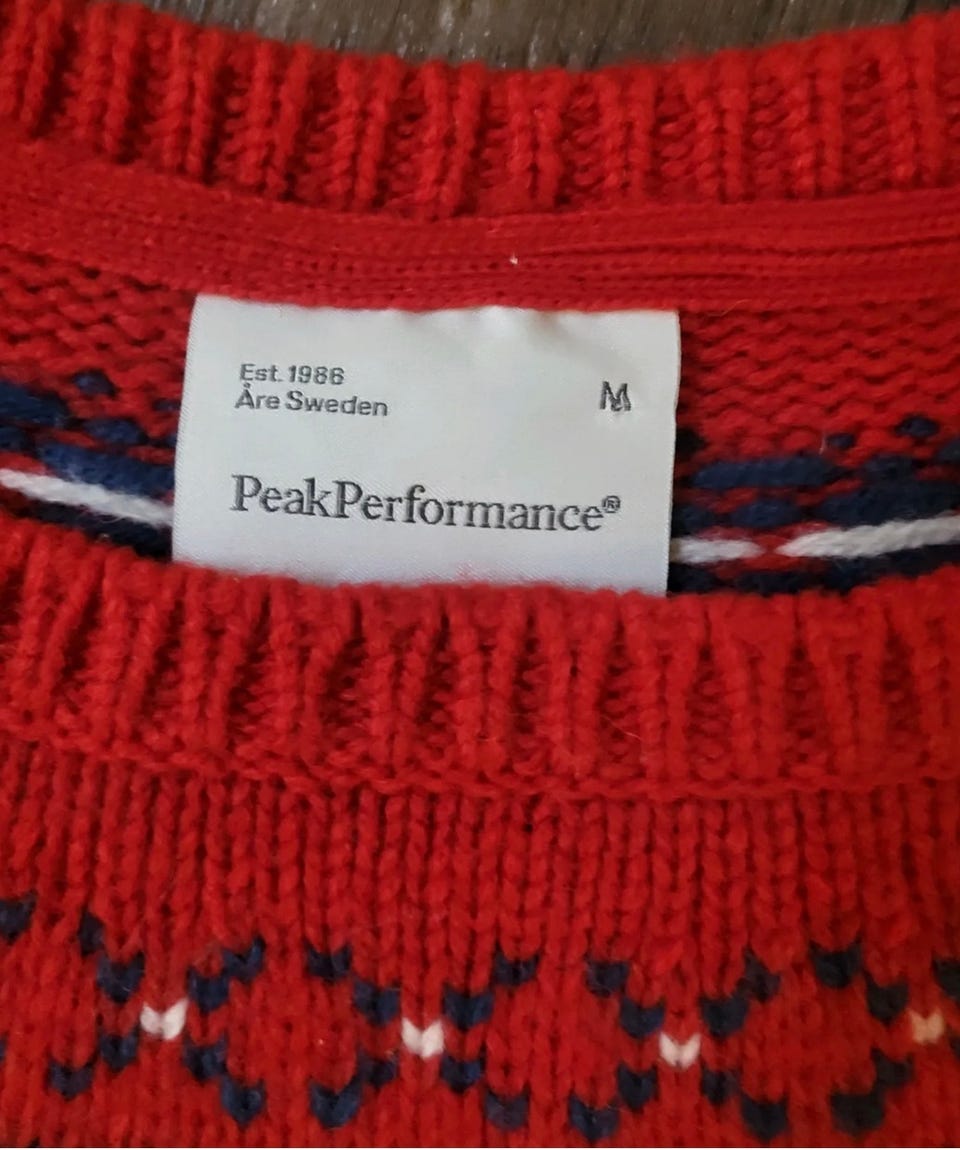 Est. 1986
Åre Sweden
M
PeakPerformance®